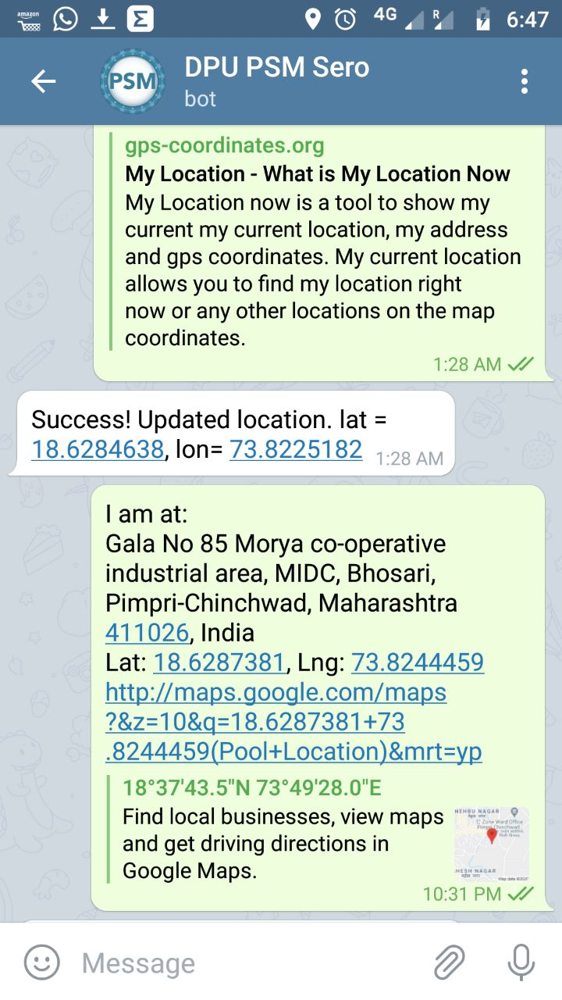 amazon
4G
R
6:47
PSM
DPU PSM Sero
bot
gps-coordinates.org
My Location - What is My Location Now
My Location now is a tool to show my
current my current location, my address
and gps coordinates. My current location
allows you to find my location right
now or any other locations on the map
coordinates.
1:28 AM
Success! Updated location. lat =
18.6284638, lon= 73.8225182
1:28 AM
I am at:
Gala No 85 Morya co-operative
industrial area, MIDC, Bhosari,
Pimpri-Chinchwad, Maharashtra
411026, India
Lat: 18.6287381, Lng: 73.8244459
http://maps.google.com/maps
?&z=10&q=18.6287381+73
.8244459(Pool+Location)&mrt=yp
18°37'43.5"N 73°49'28.0"E
Find local businesses, view maps
and get driving directions in
Google Maps.
NEHRU NAGAR
नेहरू नगर
'C' Zone Ward Office
Pimpri Chinchwad
HESH NAGAR
10:31 PM
Message